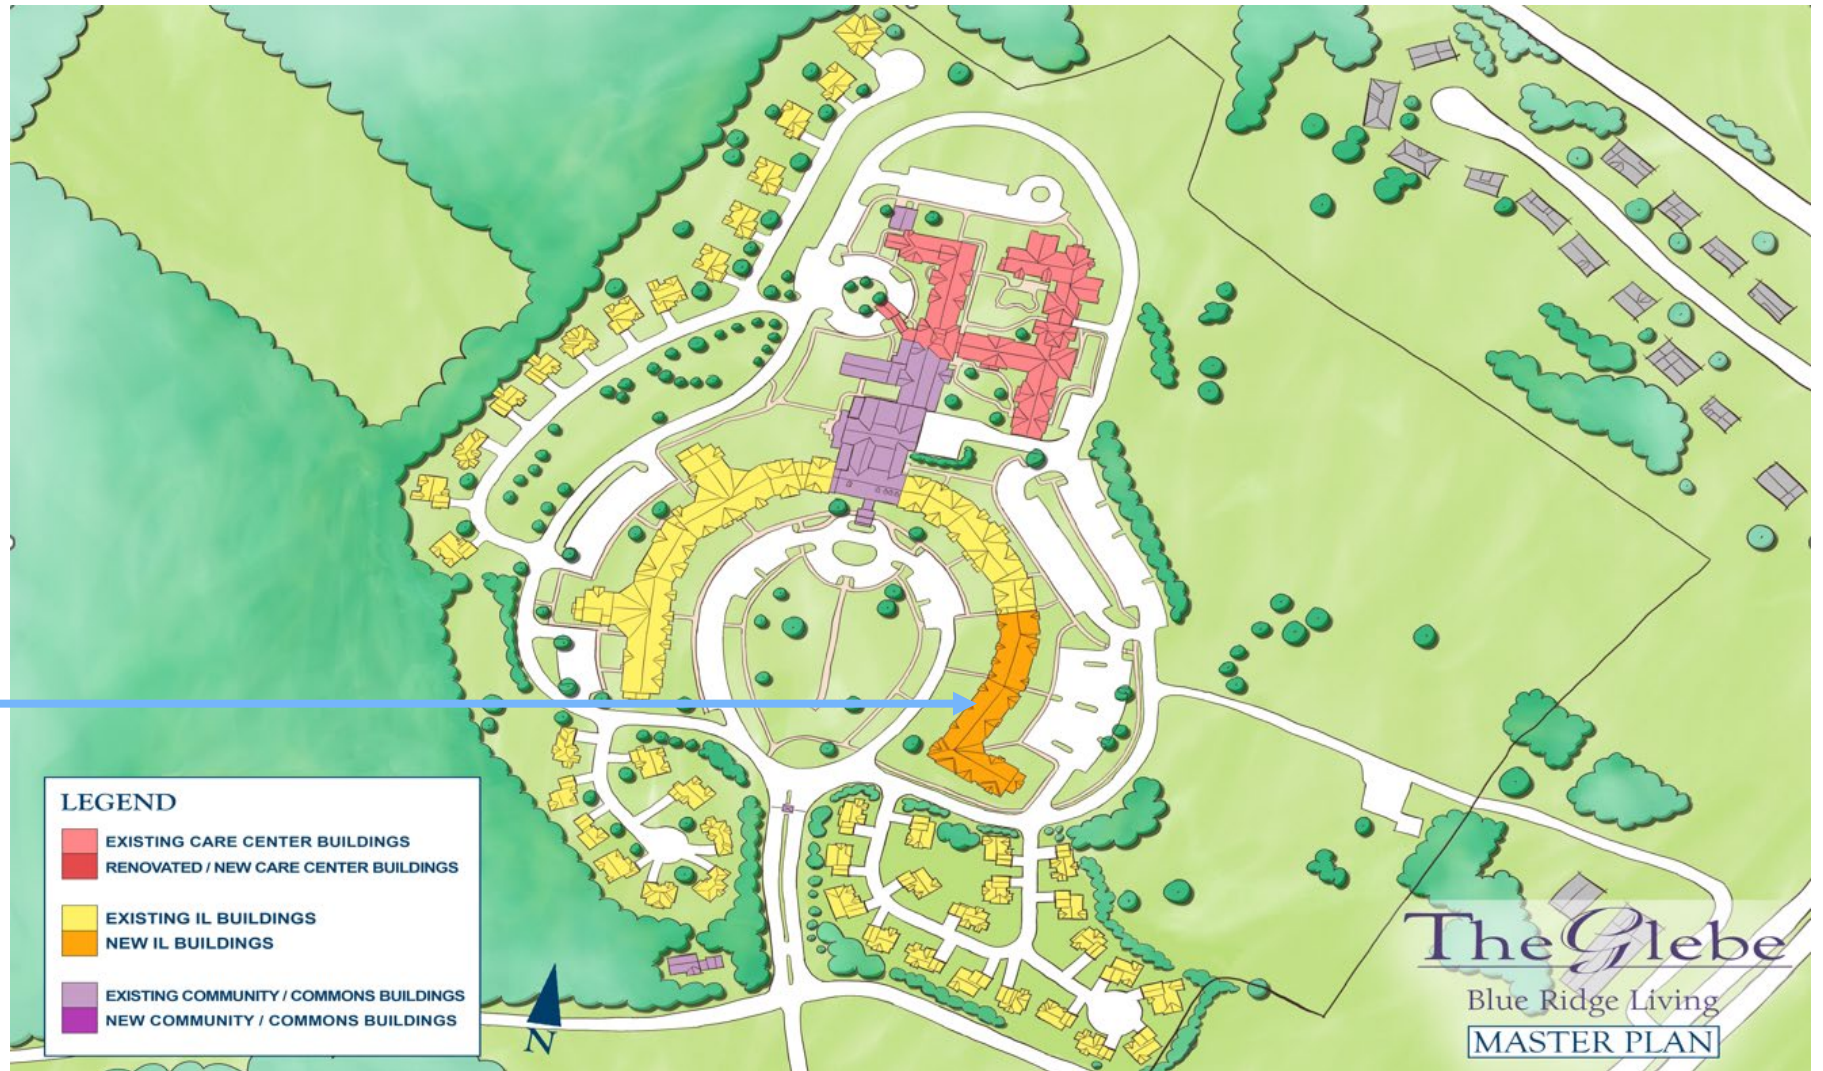 LEGEND
EXISTING CARE CENTER BUILDINGS
RENOVATED / NEW CARE CENTER BUILDINGS
EXISTING IL BUILDINGS
NEW IL BUILDINGS
EXISTING COMMUNITY / COMMONS BUILDINGS
NEW COMMUNITY / COMMONS BUILDINGS
N
The Glebe
Blue Ridge Living
MASTER PLAN